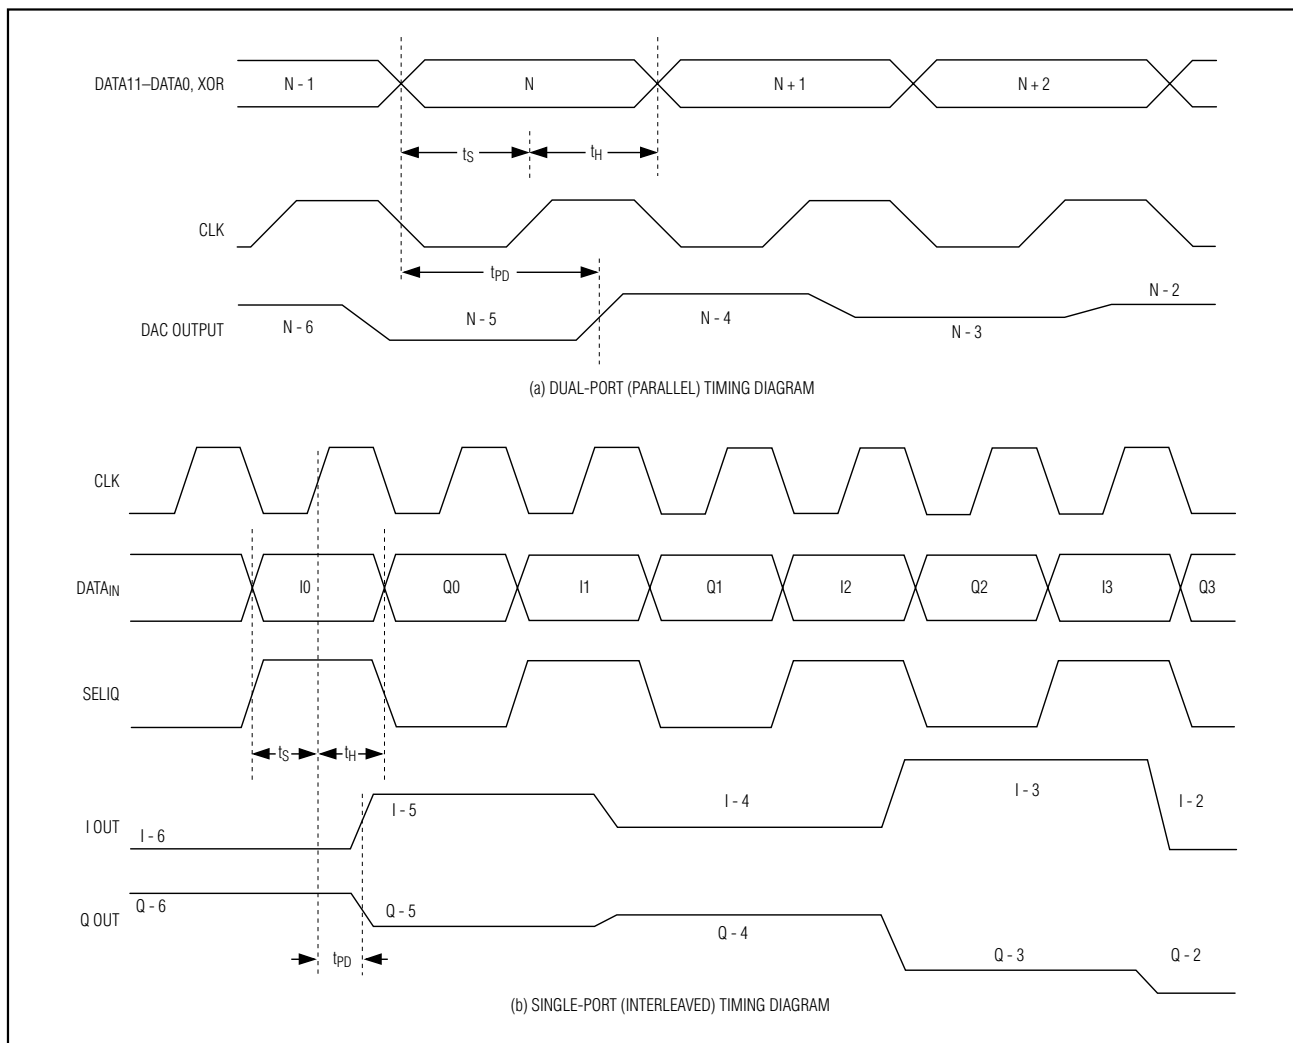 DATA11–DATA0, XOR N - 1 N N + 1 N + 2
tS tH
CLK
tPD
DAC OUTPUT N - 6 N - 5 N - 4 N - 3 N - 2
(a) DUAL-PORT (PARALLEL) TIMING DIAGRAM
CLK
DATAIN I0 Q0 I1 Q1 I2 Q2 I3 Q3
SELIQ
tS tH
I OUT I - 6 I - 5 I - 4 I - 3 I - 2
Q OUT Q - 6 Q - 5 Q - 4 Q - 3 Q - 2
tPD
(b) SINGLE-PORT (INTERLEAVED) TIMING DIAGRAM